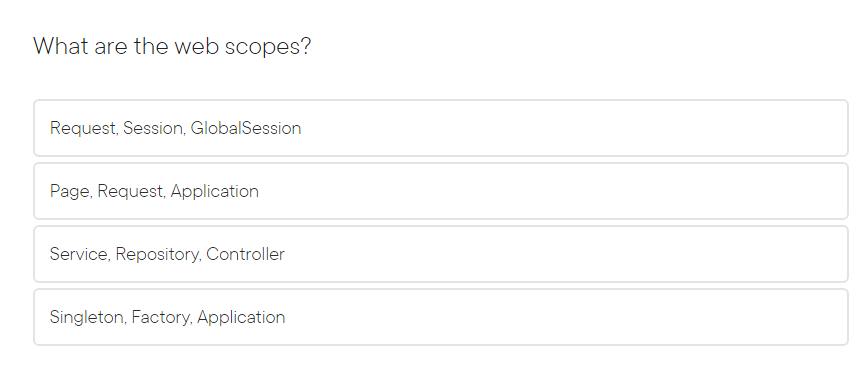 What are the web scopes?
Request, Session, GlobalSession
Page, Request, Application
Service, Repository, Controller
Singleton, Factory, Application